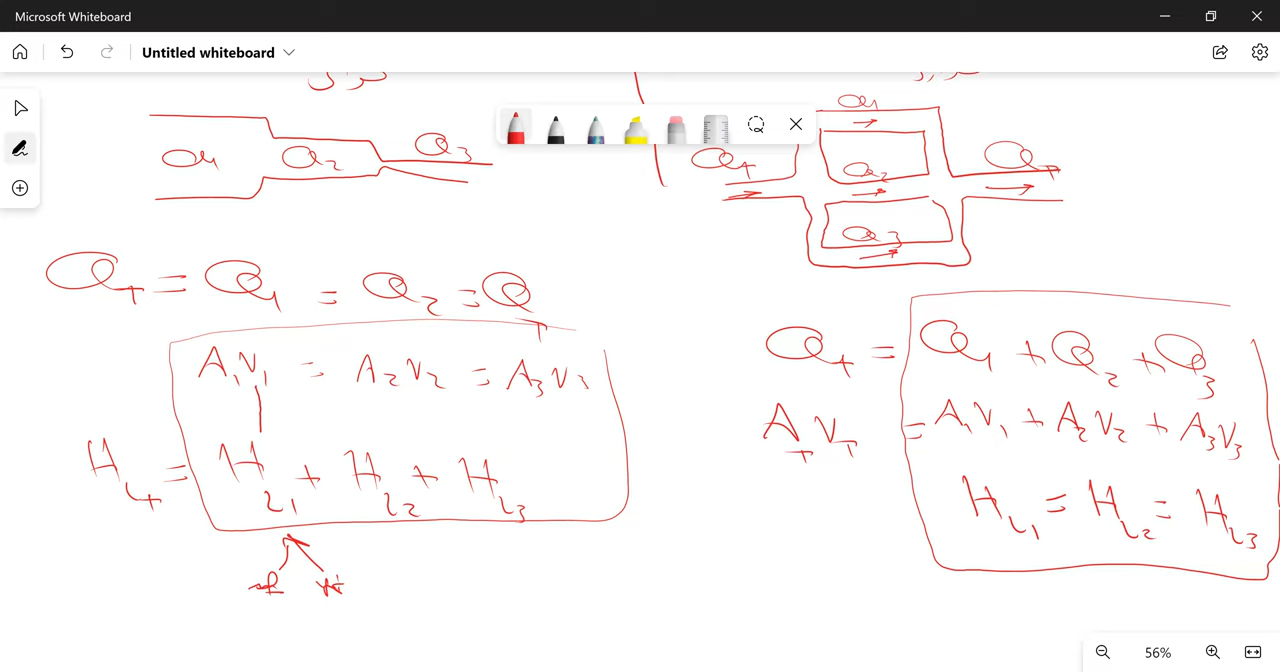 Microsoft Whiteboard
Untitled whiteboard
Q1 Q2 Q3
QT = Q1 = Q2 = QT
A1V1 = A2V2 = A3V3
HLT = HL1 + HL2 + HL3
Q1
QT Q2 QT
Q3
QT = Q1 + Q2 + Q3
ATVT = A1V1 + A2V2 + A3V3
HL1 = HL2 = HL3
56%